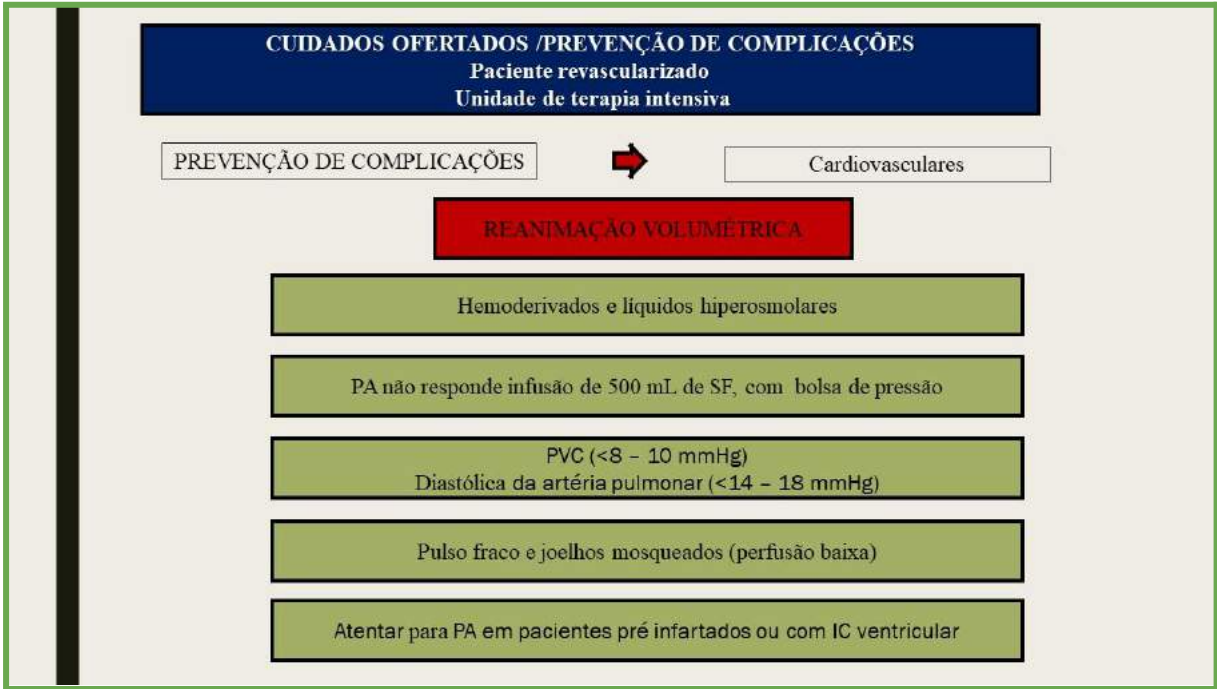 CUIDADOS OFERTADOS /PREVENÇÃO DE COMPLICAÇÕES
Paciente revascularizado
Unidade de terapia intensiva
PREVENÇÃO DE COMPLICAÇÕES
Cardiovasculares
REANIMAÇÃO VOLUMÉTRICA
Hemoderivados e líquidos hiperosmolares
PA não responde infusão de 500 mL de SF, com bolsa de pressão
PVC (<8 – 10 mmHg)
Diastólica da artéria pulmonar (<14 – 18 mmHg)
Pulso fraco e joelhos mosqueados (perfusão baixa)
Atentar para PA em pacientes pré infartados ou com IC ventricular